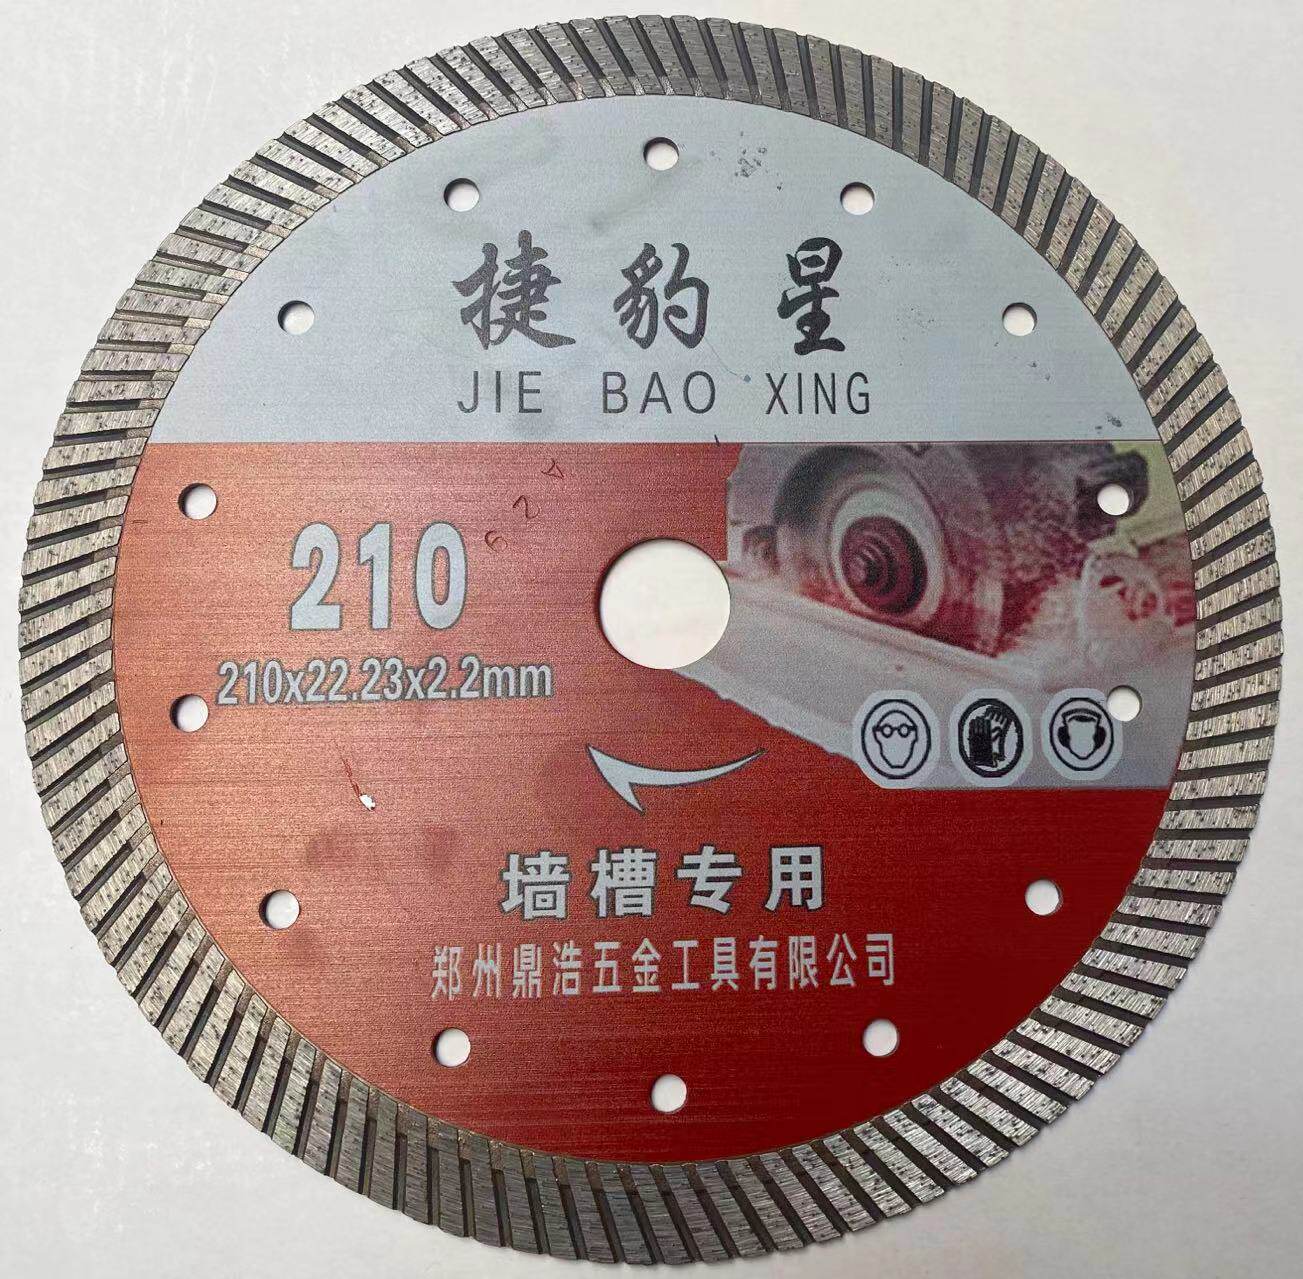 捷豹星
JIE BAO XING
210
210x22.23x2.2mm
墙槽专用
郑州鼎浩五金工具有限公司